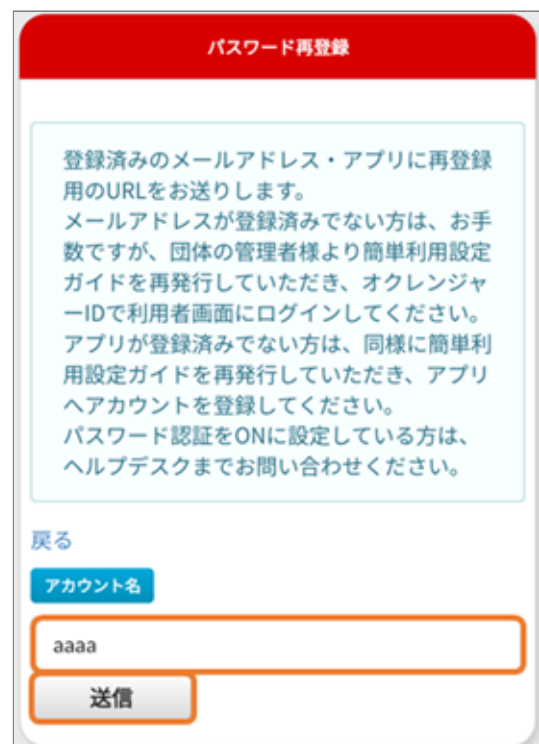 パスワード再登録
登録済みのメールアドレス・アプリに再登録
用のURLをお送りします。
メールアドレスが登録済みでない方は、お手
数ですが、団体の管理者様より簡単利用設定
ガイドを再発行していただき、オクレンジャ
ーIDで利用者画面にログインしてください。
アプリが登録済みでない方は、同様に簡単利
用設定ガイドを再発行していただき、アプリ
へアカウントを登録してください。
パスワード認証をONに設定している方は、
ヘルプデスクまでお問い合わせください。
戻る
アカウント名
aaaa
送信